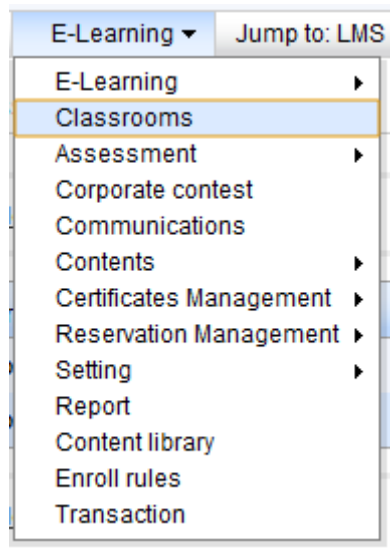 E-Learning ▾ Jump to: LMS
E-Learning
Classrooms
Assessment
Corporate contest
Communications
Contents
Certificates Management
Reservation Management
Setting
Report
Content library
Enroll rules
Transaction